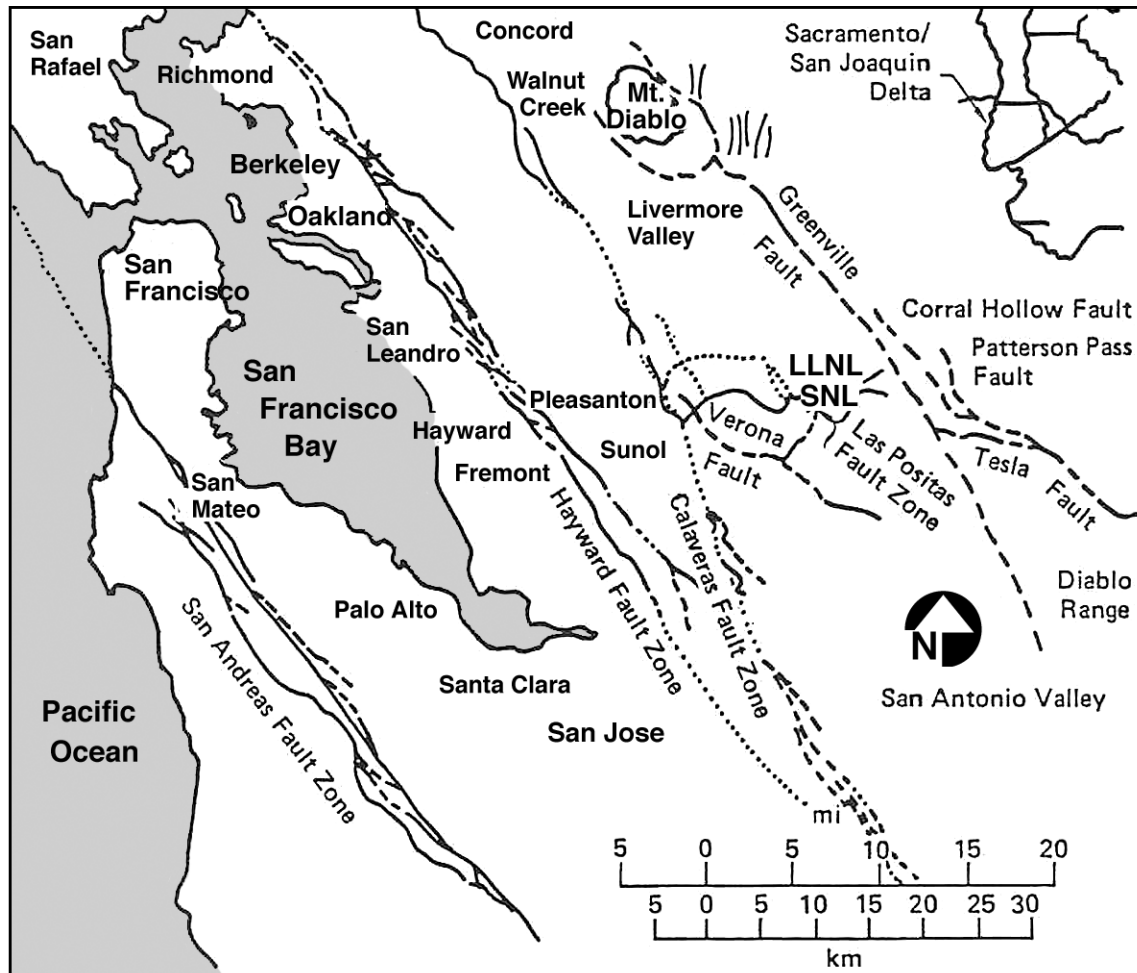 San
Rafael
Richmond
Concord
Walnut
Creek
Mt.
Diablo
Sacramento/
San Joaquin
Delta
Berkeley
Oakland
Livermore
Valley
Greenville
Fault
San
Francisco
San
Leandro
Corral Hollow Fault
Patterson Pass
Fault
LLNL
SNL
San
Francisco
Bay
Pleasanton
Hayward
Verona
Fault
Las Positas
Fault Zone
Tesla
Fault
Sunol
Fremont
San
Mateo
Hayward Fault Zone
Calaveras Fault Zone
Diablo
Range
Palo Alto
San Andreas Fault Zone
N
Santa Clara
San Antonio Valley
Pacific
Ocean
San Jose
mi
5 0 5 10 15 20
5 0 5 10 15 20 25 30
km